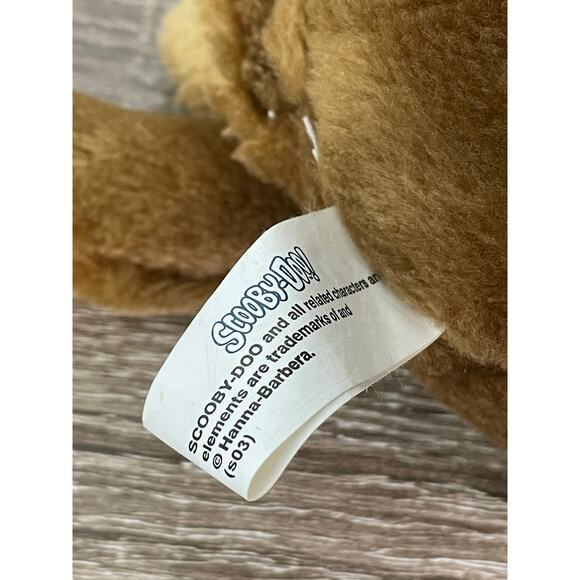 SCOOBY-DOO!
SCOOBY-DOO and all related characters and
elements are trademarks of and
© Hanna-Barbera.
(s03)